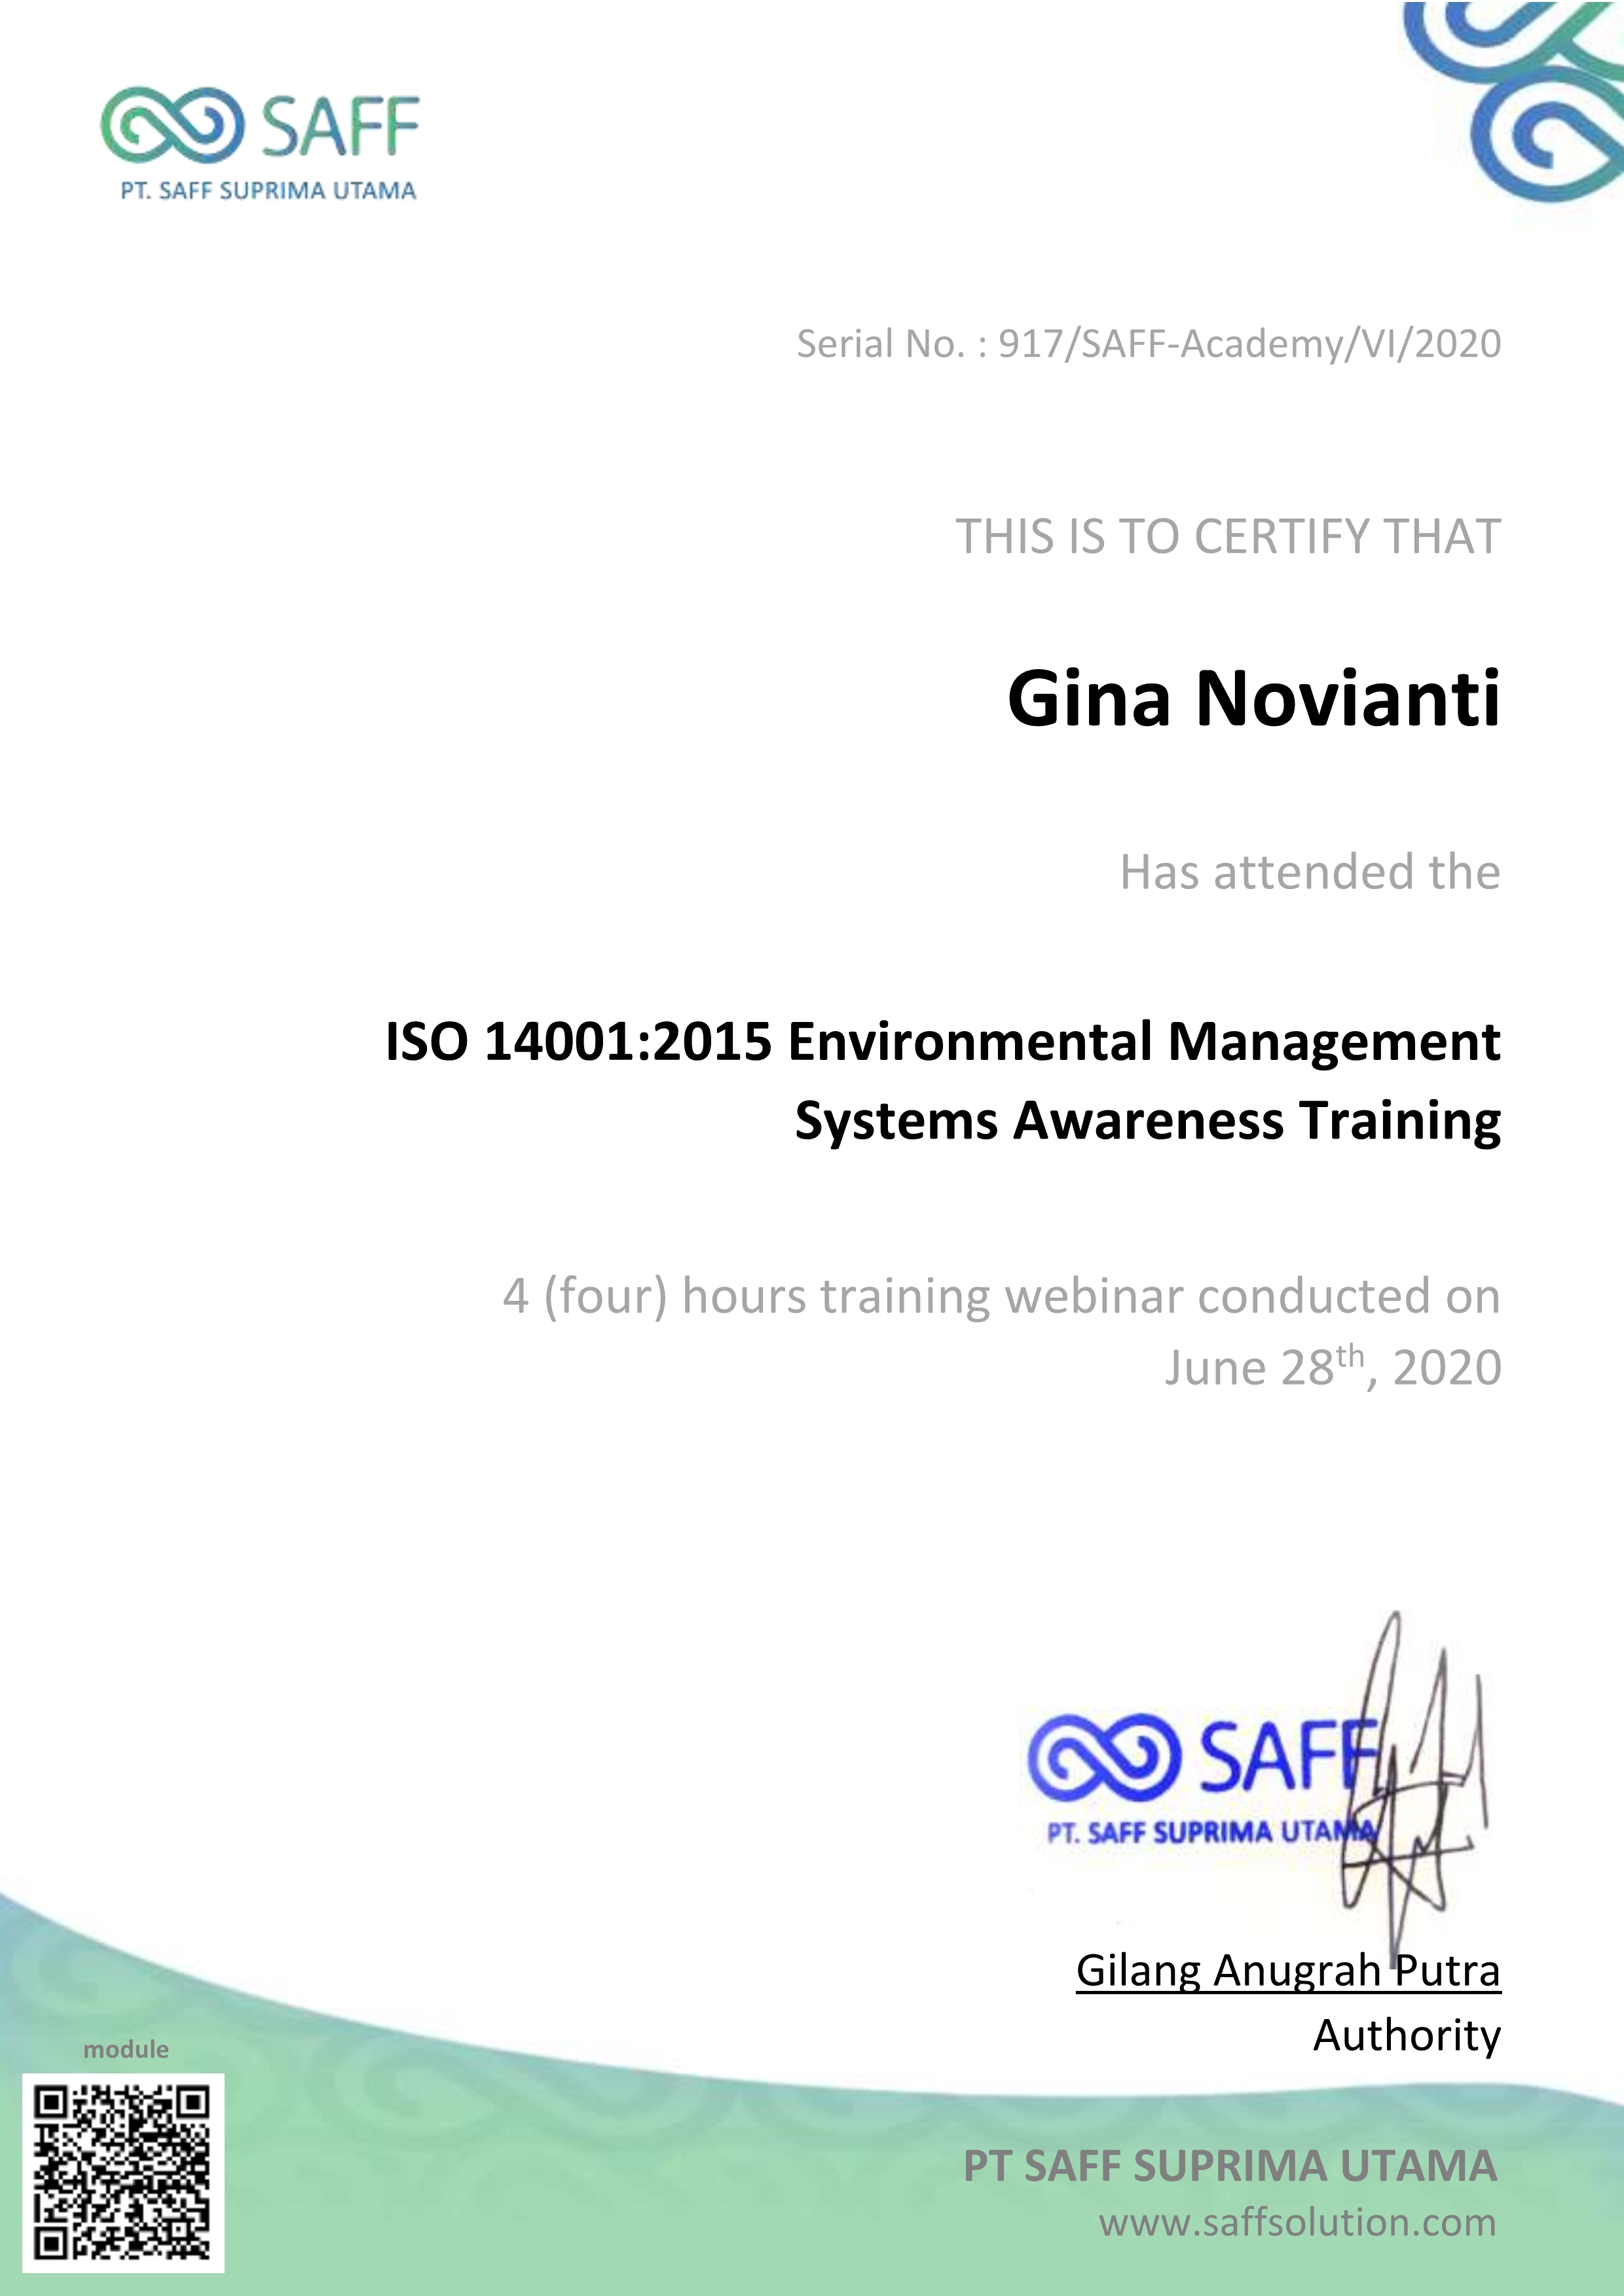 SAFF
PT. SAFF SUPRIMA UTAMA
Serial No. : 917/SAFF-Academy/VI/2020
THIS IS TO CERTIFY THAT
Gina Novianti
Has attended the
ISO 14001:2015 Environmental Management
Systems Awareness Training
4 (four) hours training webinar conducted on
June 28th, 2020
SAFF
PT. SAFF SUPRIMA UTAMA
Gilang Anugrah Putra
Authority
module
PT SAFF SUPRIMA UTAMA
www.saffsolution.com